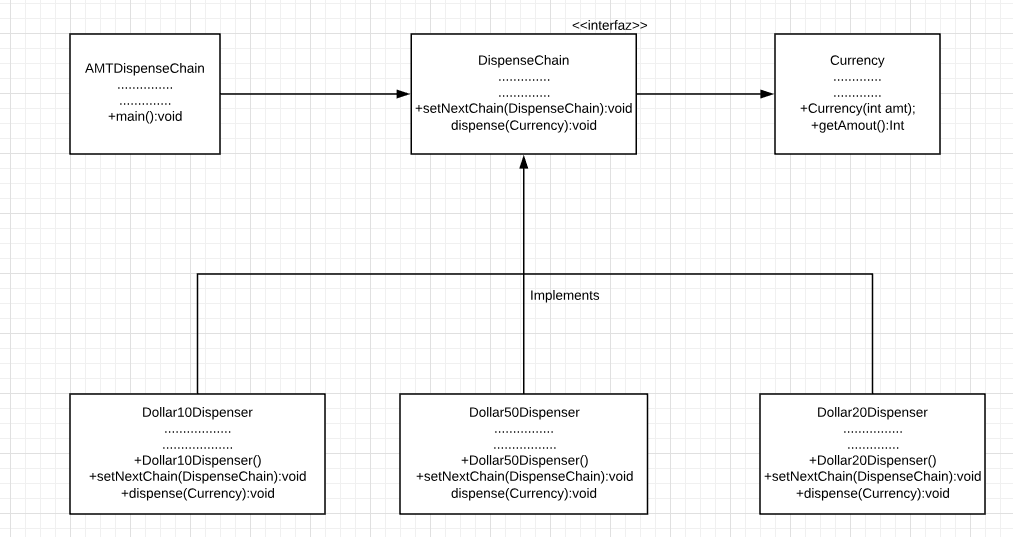 <<interfaz>>
AMTDispenseChain
...............
..............
+main():void
DispenseChain
..............
..............
+setNextChain(DispenseChain):void
dispense(Currency):void
Currency
.............
.............
+Currency(int amt);
+getAmout():Int
Implements
Dollar10Dispenser
..................
...................
+Dollar10Dispenser()
+setNextChain(DispenseChain):void
+dispense(Currency):void
Dollar50Dispenser
................
.................
+Dollar50Dispenser()
+setNextChain(DispenseChain):void
dispense(Currency):void
Dollar20Dispenser
................
..............
+Dollar20Dispenser()
+setNextChain(DispenseChain):void
+dispense(Currency):void